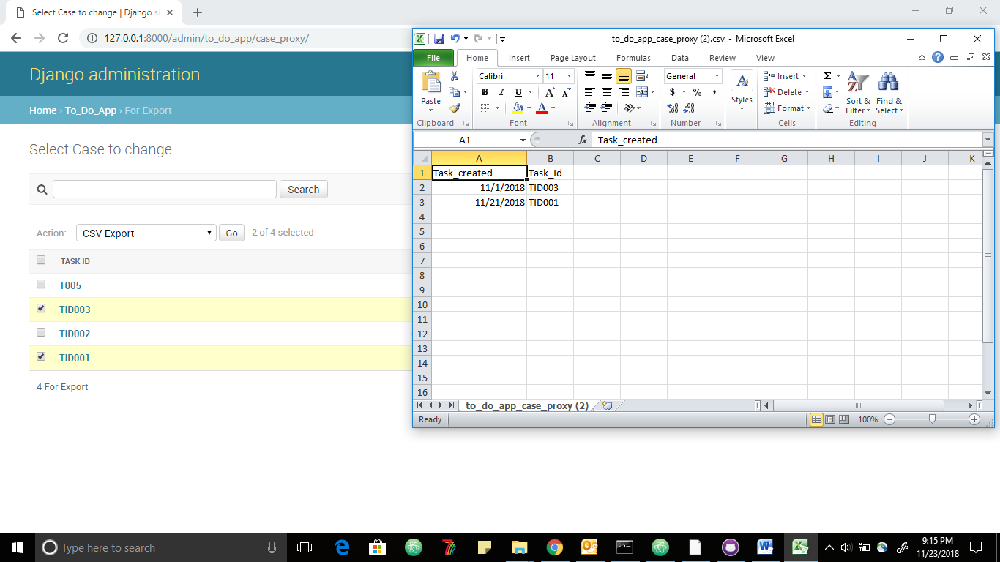 Select Case to change | Django s
127.0.0.1:8000/admin/to_do_app/case_proxy/
Django administration
Home › To_Do_App › For Export
Select Case to change
Search
Action: CSV Export Go 2 of 4 selected
TASK ID
T005
TID003
TID002
TID001
4 For Export
to_do_app_case_proxy (2).csv - Microsoft Excel
File Home Insert Page Layout Formulas Data Review View
Paste
Clipboard
Calibri 11
B I U A A
A
Font
Alignment
General
$ % ,
.00 .00
Number
Styles
Insert
Delete
Format
Cells
Σ
Sort & Filter
Find & Select
Editing
A1 fx Task_created
A B C D E F G H I J K
1 Task_created Task_Id
2 11/1/2018 TID003
3 11/21/2018 TID001
4
5
6
7
8
9
10
11
12
13
14
15
16
to_do_app_case_proxy (2)
Ready 100%
Type here to search
9:15 PM
11/23/2018